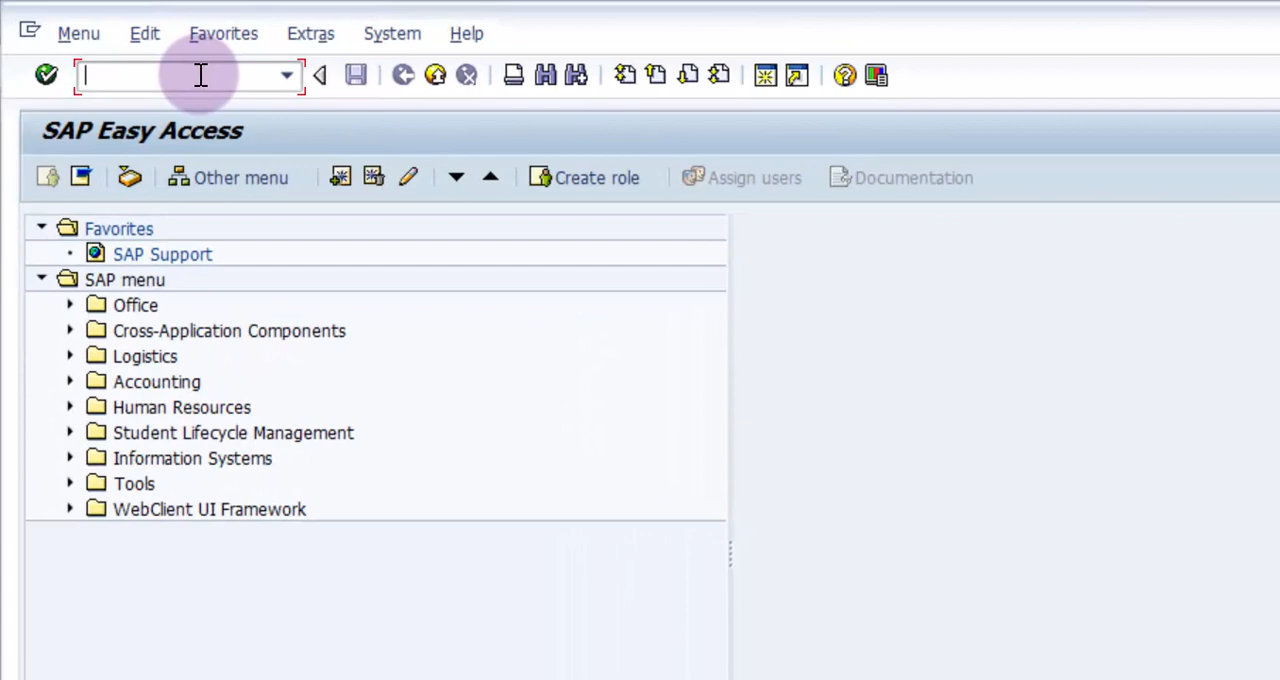 Menu Edit Favorites Extras System Help
SAP Easy Access
Other menu Create role Assign users Documentation
Favorites
SAP Support
SAP menu
Office
Cross-Application Components
Logistics
Accounting
Human Resources
Student Lifecycle Management
Information Systems
Tools
WebClient UI Framework